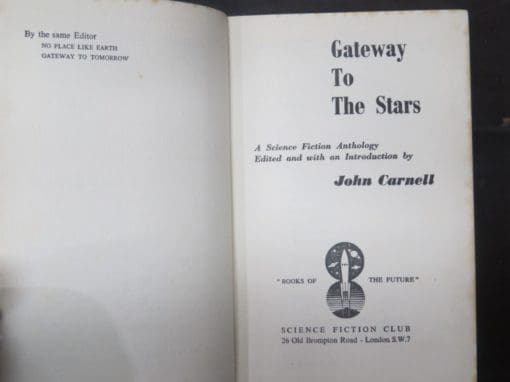 By the same Editor
NO PLACE LIKE EARTH
GATEWAY TO TOMORROW
Gateway
To
The Stars
A Science Fiction Anthology
Edited and with an Introduction by
John Carnell
"BOOKS OF THE FUTURE"
SCIENCE FICTION CLUB
26 Old Brompton Road - London S.W.7